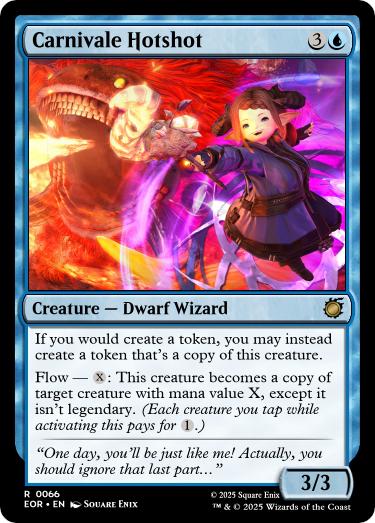 Carnivale Hotshot 3
Creature — Dwarf Wizard
If you would create a token, you may instead
create a token that's a copy of this creature.
Flow — X: This creature becomes a copy of
target creature with mana value X, except it
isn't legendary. (Each creature you tap while
activating this pays for 1.)
“One day, you'll be just like me! Actually, you
should ignore that last part…”
3/3
R 0066
EOR • EN SQUARE ENIX
© 2025 Square Enix
™ & © 2025 Wizards of the Coast